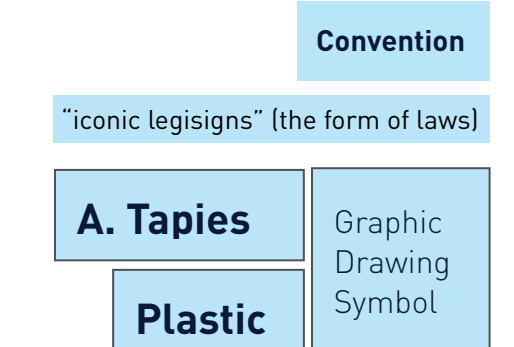 Convention
“iconic legisigns” (the form of laws)
A. Tapies
Graphic
Drawing
Symbol
Plastic